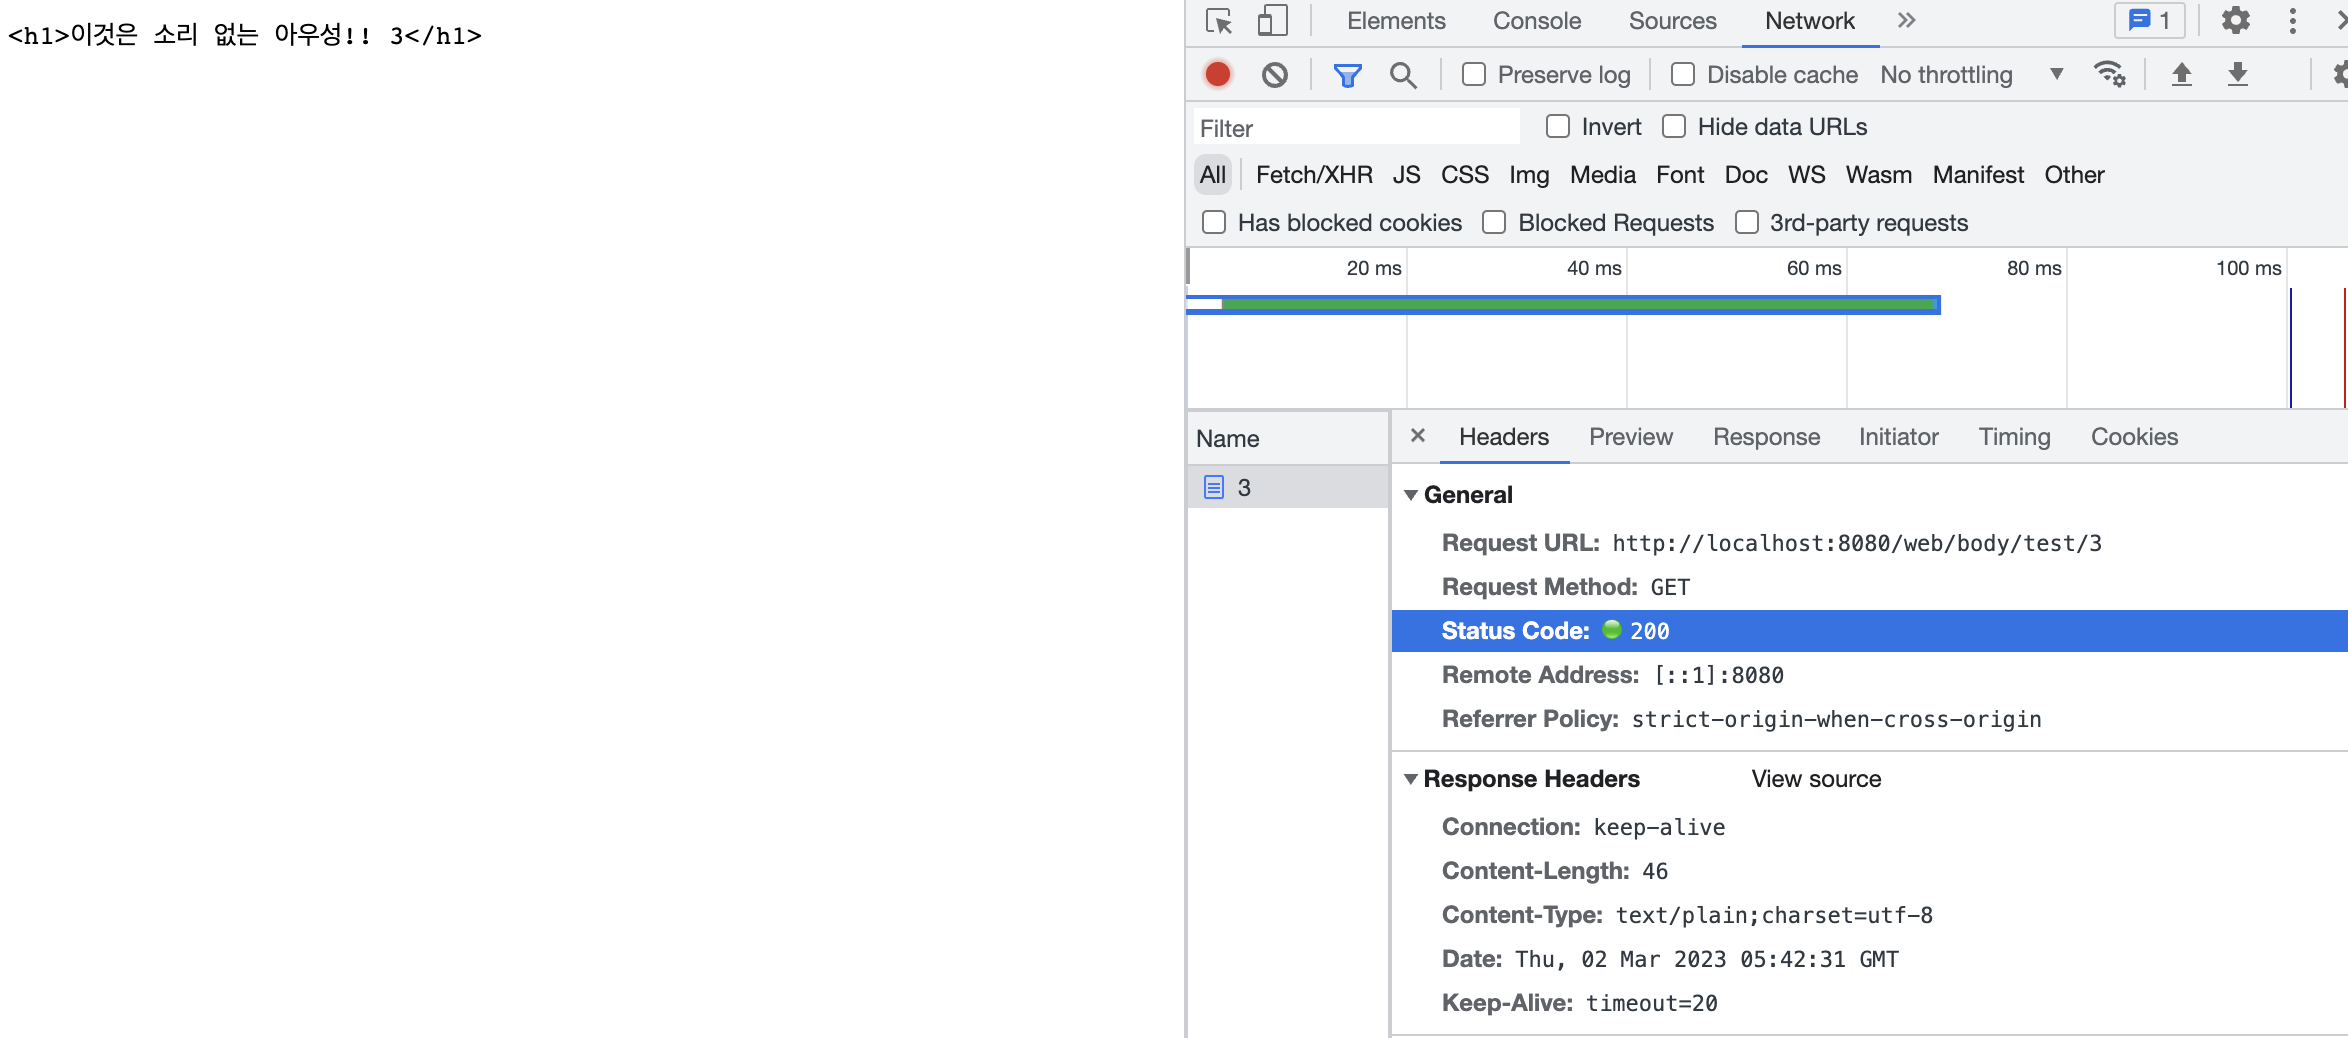 <h1>이것은 소리 없는 아우성!! 3</h1>
Elements Console Sources Network 1
Preserve log Disable cache No throttling
Filter Invert Hide data URLs
All Fetch/XHR JS CSS Img Media Font Doc WS Wasm Manifest Other
Has blocked cookies Blocked Requests 3rd-party requests
20 ms 40 ms 60 ms 80 ms 100 ms
Name
3
Headers Preview Response Initiator Timing Cookies
General
Request URL: http://localhost:8080/web/body/test/3
Request Method: GET
Status Code: 200
Remote Address: [::1]:8080
Referrer Policy: strict-origin-when-cross-origin
Response Headers View source
Connection: keep-alive
Content-Length: 46
Content-Type: text/plain;charset=utf-8
Date: Thu, 02 Mar 2023 05:42:31 GMT
Keep-Alive: timeout=20